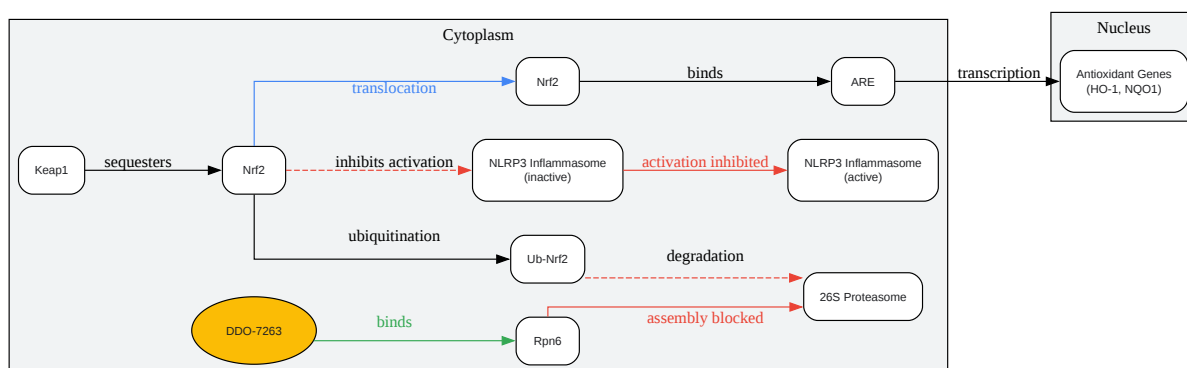 Cytoplasm
Nucleus
translocation
Nrf2
binds
ARE
transcription
Antioxidant Genes
(HO-1, NQO1)
Keap1
sequesters
Nrf2
inhibits activation
NLRP3 Inflammasome
(inactive)
activation inhibited
NLRP3 Inflammasome
(active)
ubiquitination
Ub-Nrf2
degradation
26S Proteasome
DDO-7263
binds
Rpn6
assembly blocked